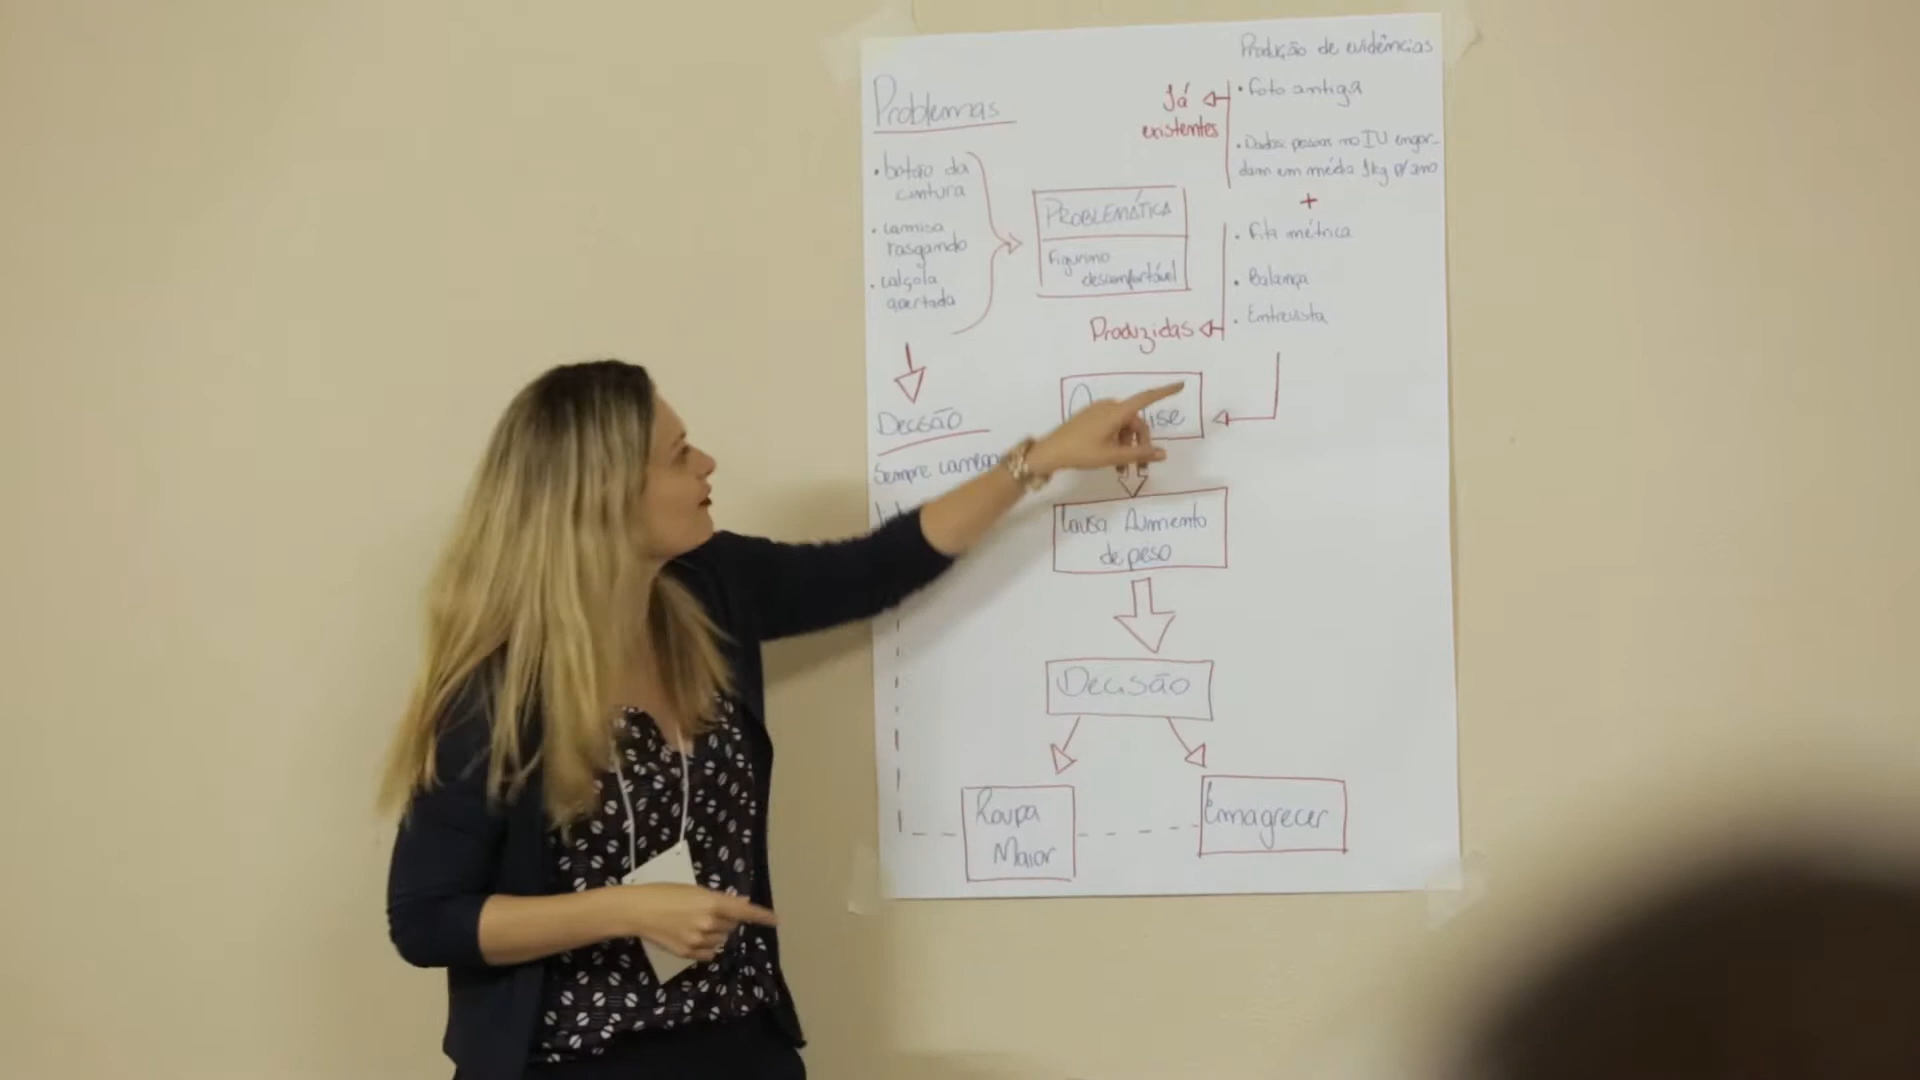 Problemas
• botão da
cintura
• camisa
rasgando
• calçola
apertada
Decisão
Sempre
PROBLEMÁTICA
Figurino
desconfortável
Produção de evidências
Já
existentes
• Foto antiga
• Dados: pessoas no IU engor-
dam em média 1kg p/ano
+
• Fita métrica
• Balança
• Entrevista
Produzidas
Causa Aumento
de peso
Decisão
Roupa
Maior
Emagrecer